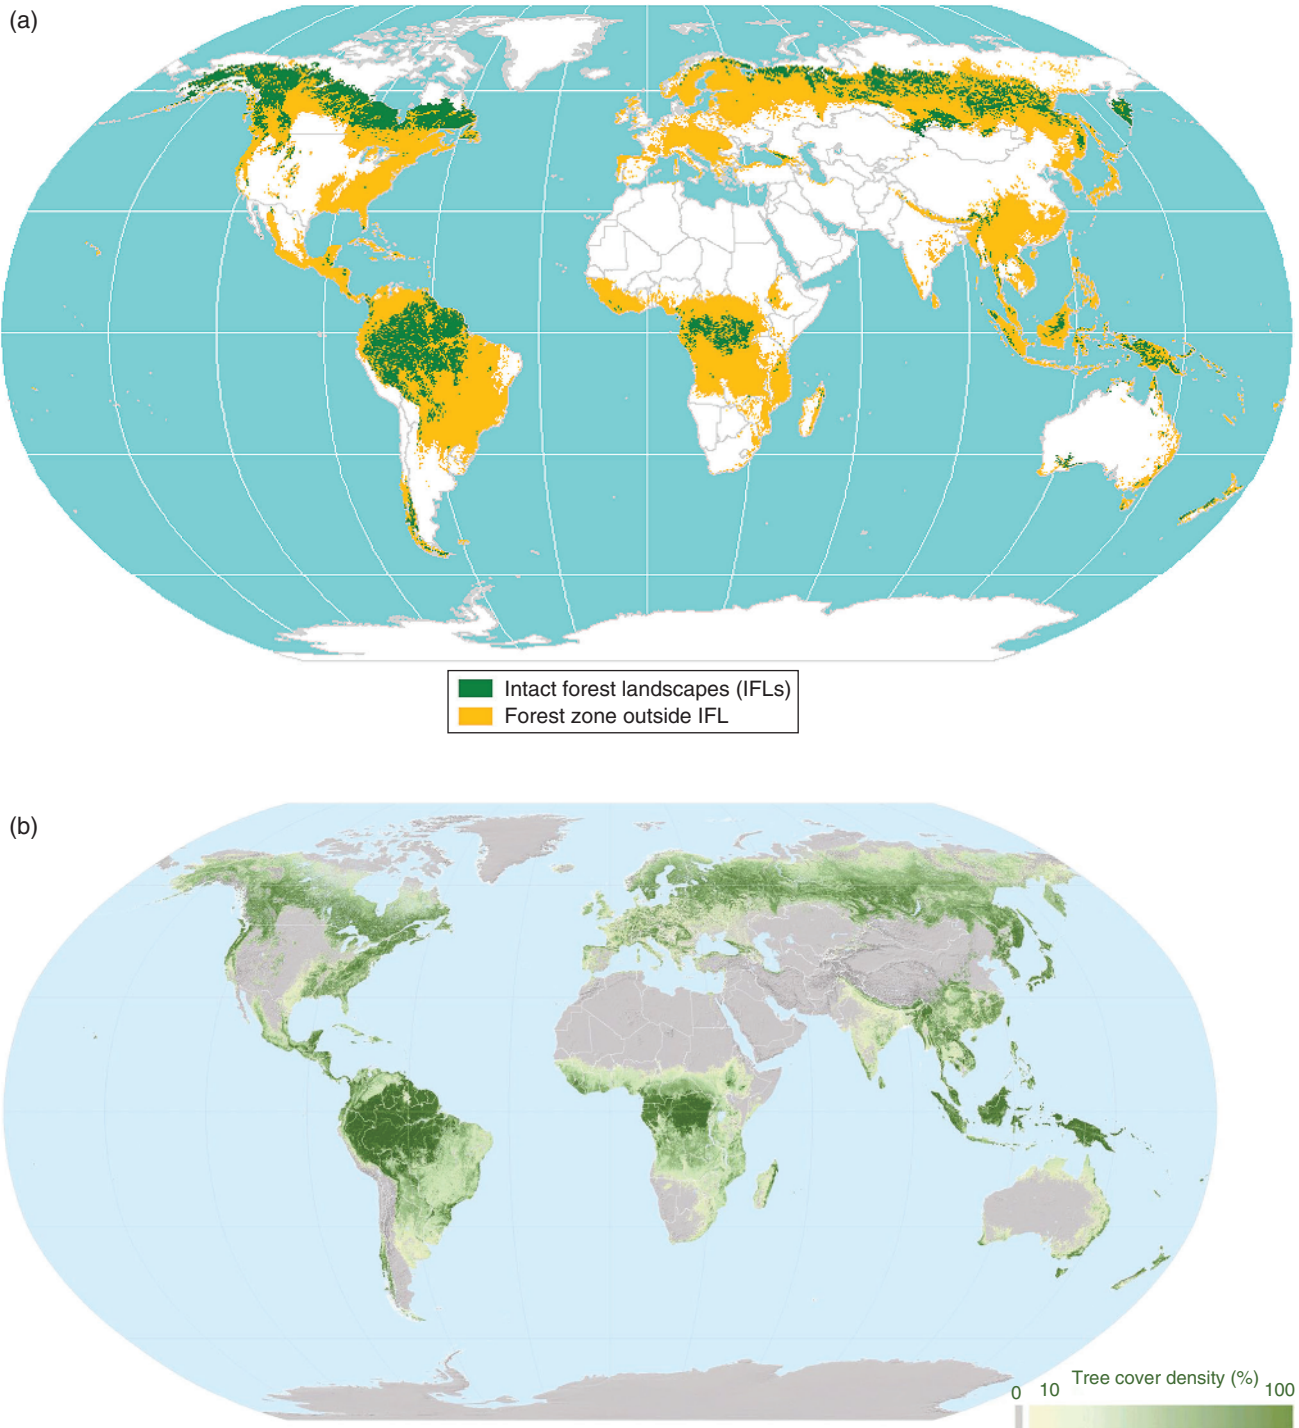 (a)
Intact forest landscapes (IFLs)
Forest zone outside IFL
(b)
Tree cover density (%)
0 10 100